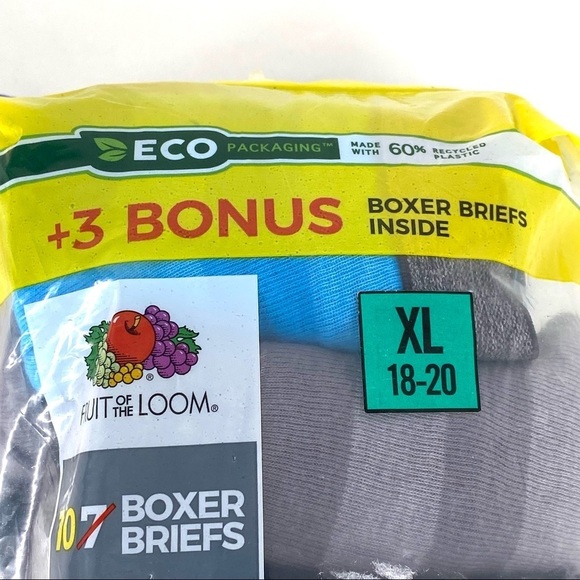 ECO PACKAGING™ MADE WITH 60% RECYCLED PLASTIC
+3 BONUS BOXER BRIEFS INSIDE
XL
18-20
®
FRUIT OF THE LOOM®
10 7 BOXER
BRIEFS